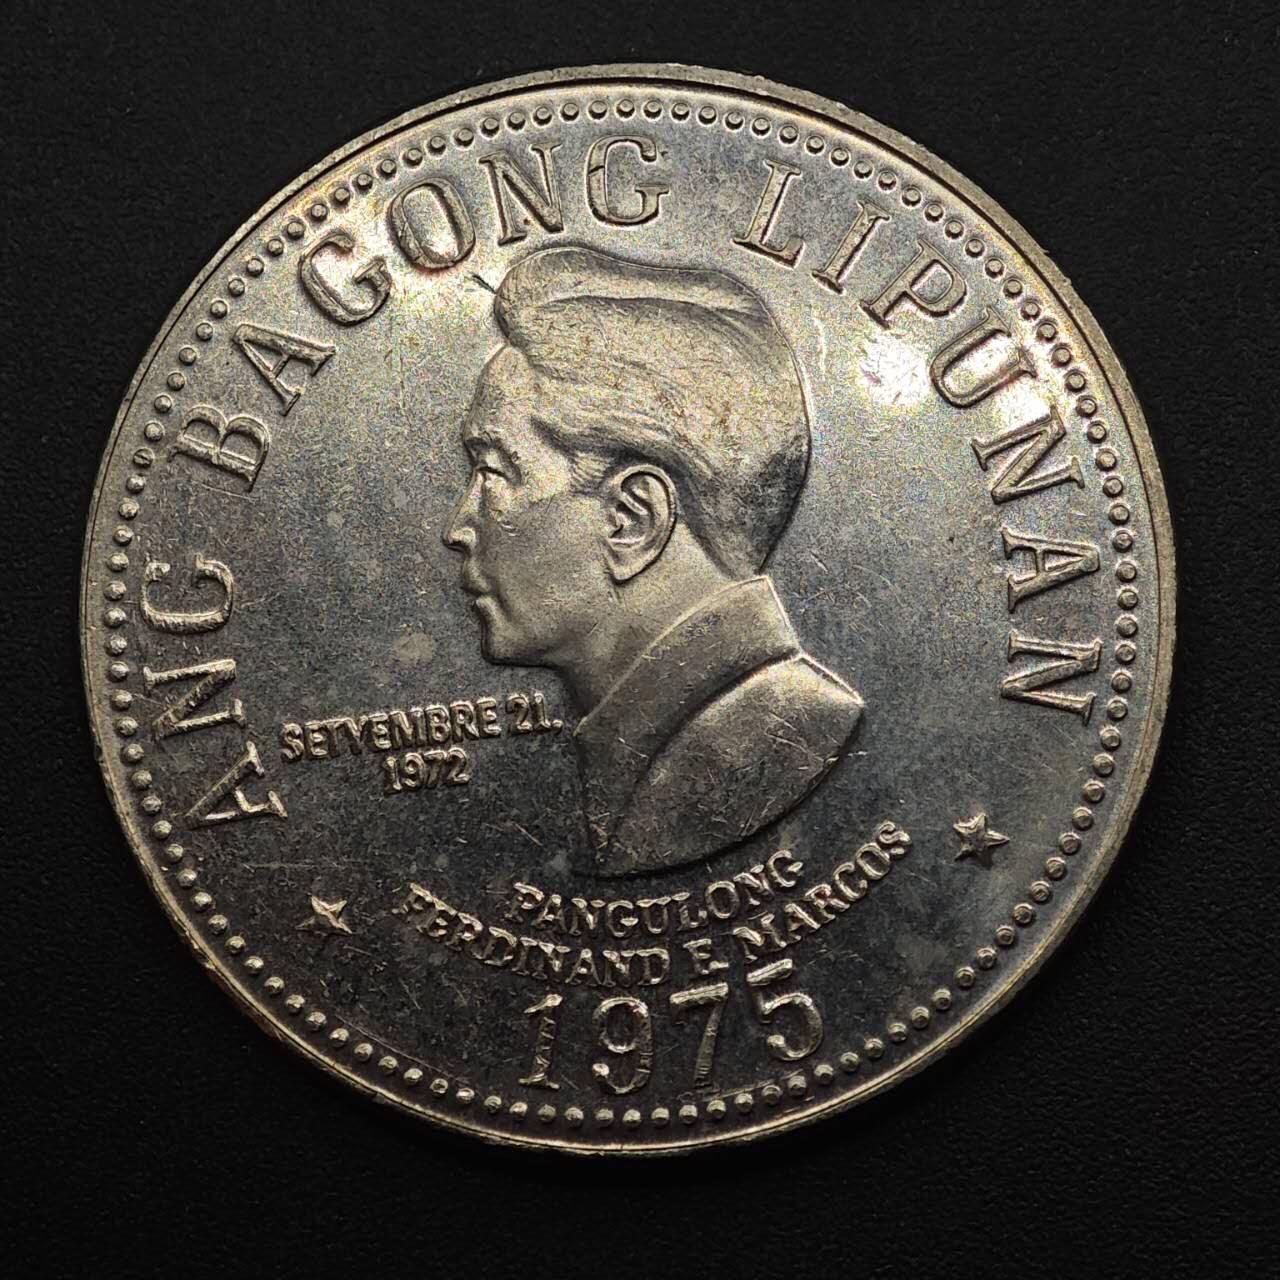 ANG BAGONG LIPUNAN
SETYEMBRE 21,
1972
PANGULONG
FERDINAND E. MARCOS
1975